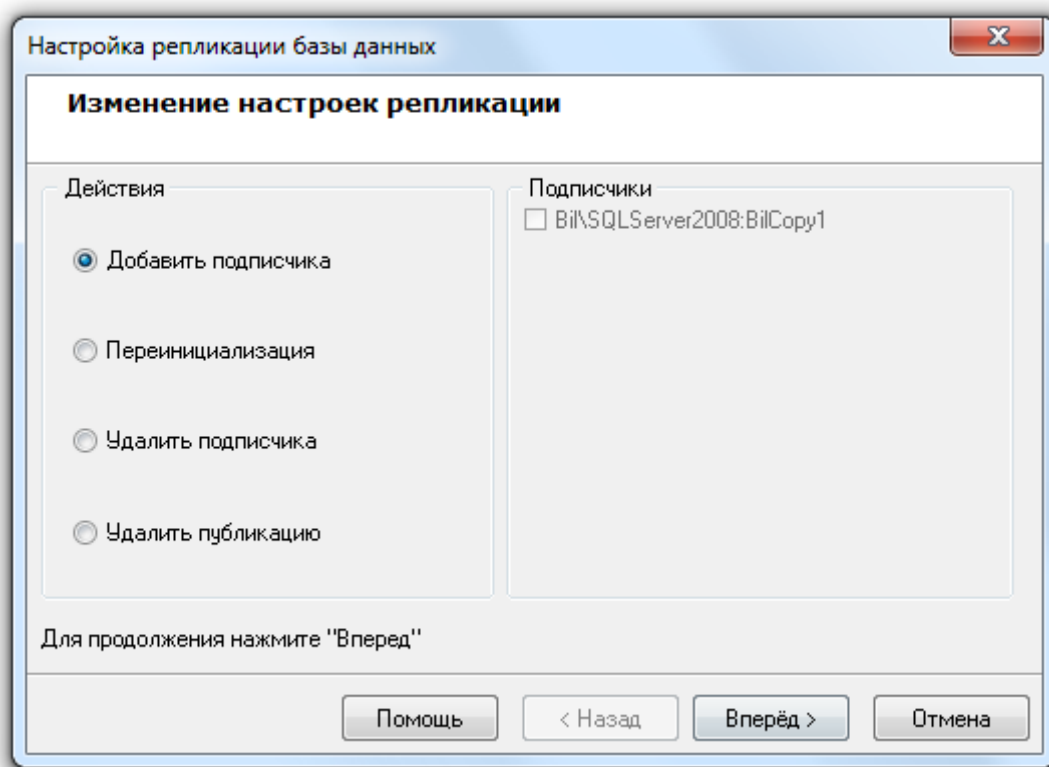 Настройка репликации базы данных
Изменение настроек репликации
Действия
Добавить подписчика
Переинициализация
Удалить подписчика
Удалить публикацию
Подписчики
Bil\SQLServer2008:BilCopy1
Для продолжения нажмите "Вперед"
Помощь
< Назад
Вперёд >
Отмена